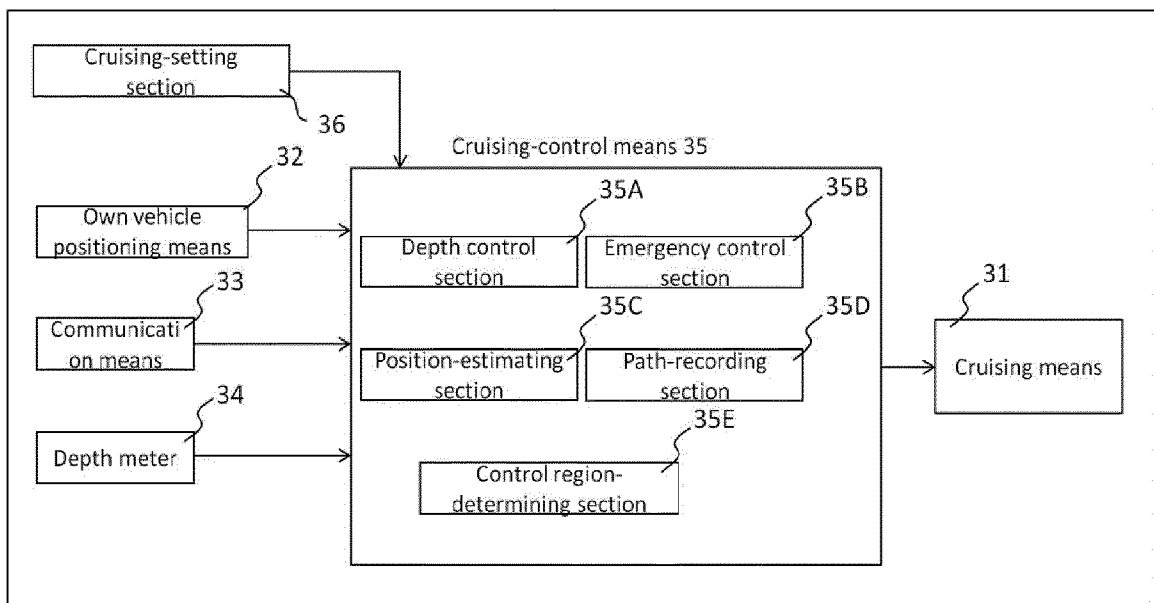 Cruising-setting
section
36
Cruising-control means 35
32
Own vehicle
positioning means
33
Communicati
on means
34
Depth meter
35A
Depth control
section
35B
Emergency control
section
35C
Position-estimating
section
35D
Path-recording
section
35E
Control region-
determining section
31
Cruising means